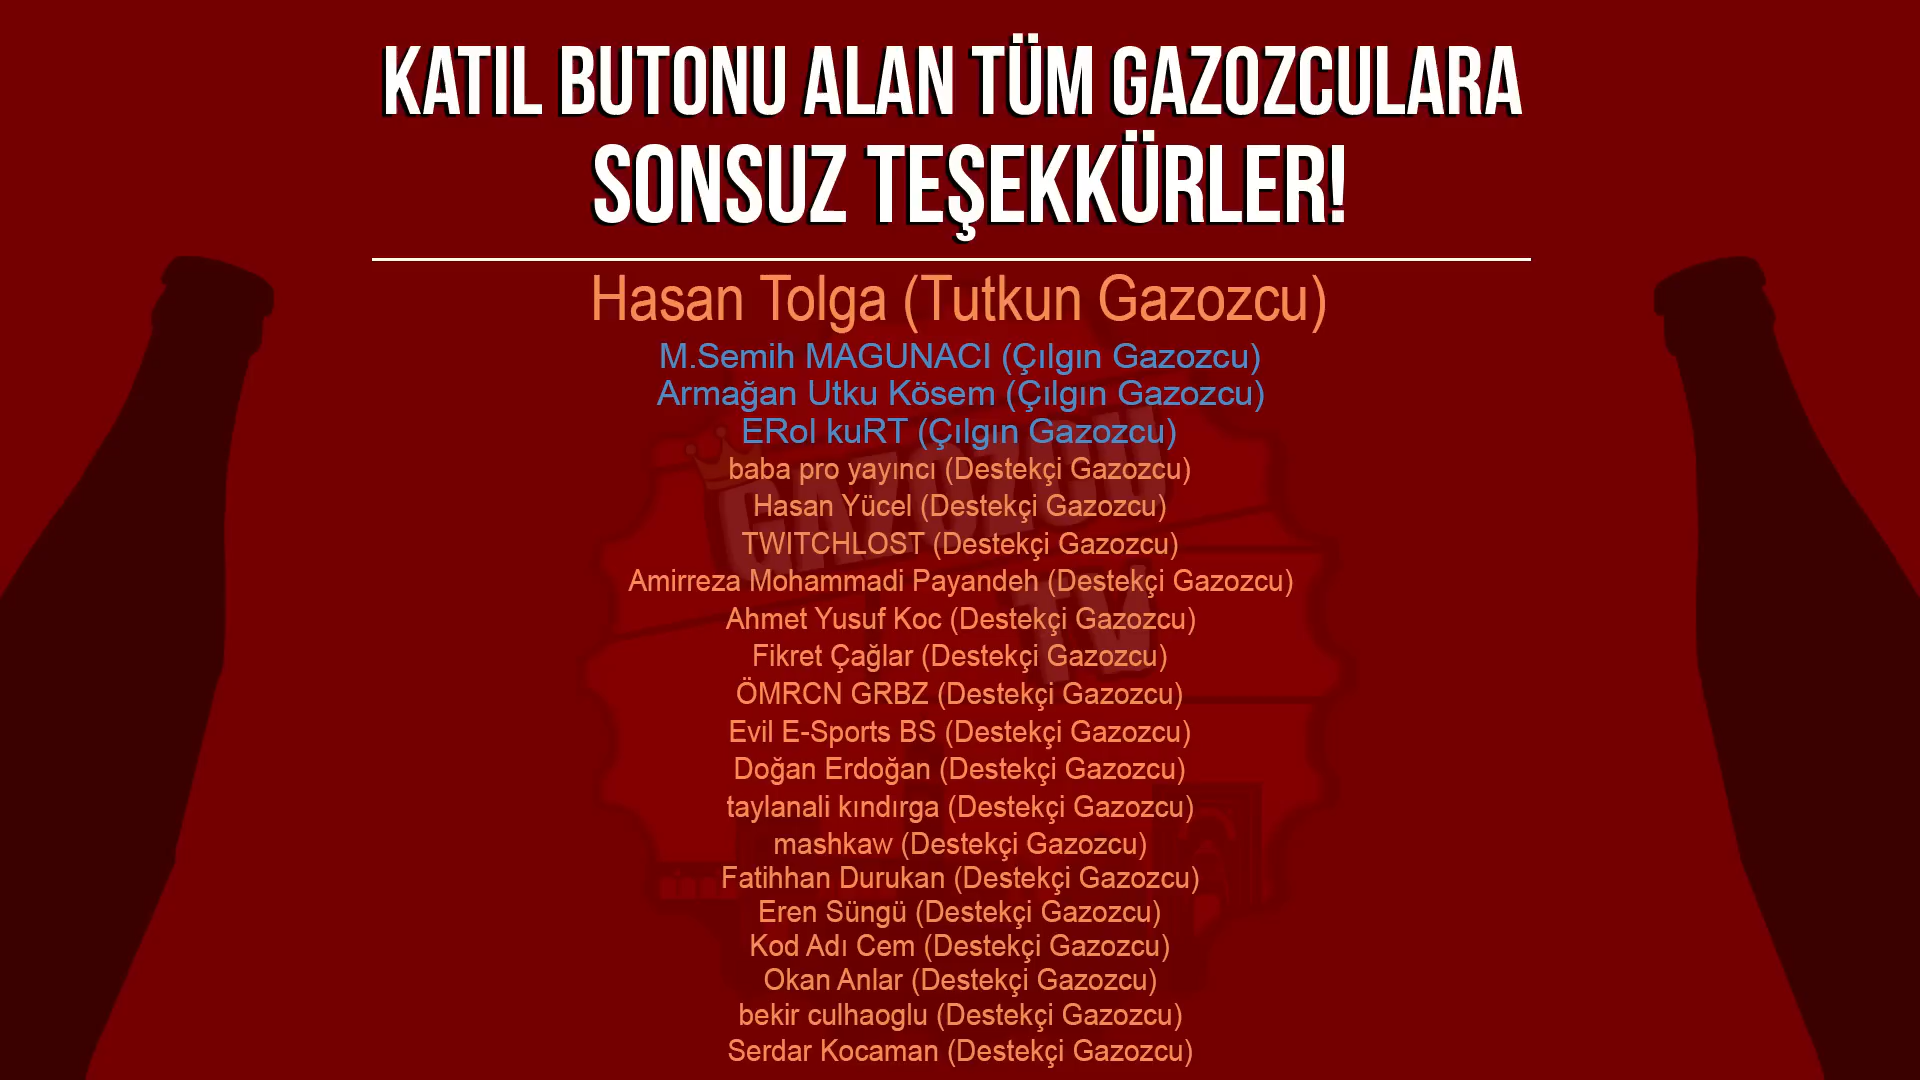 KATIL BUTONU ALAN TÜM GAZOZCULARA
SONSUZ TEŞEKKÜRLER!
Hasan Tolga (Tutkun Gazozcu)
M.Semih MAGUNACI (Çılgın Gazozcu)
Armağan Utku Kösem (Çılgın Gazozcu)
ERol kuRT (Çılgın Gazozcu)
baba pro yayıncı (Destekçi Gazozcu)
Hasan Yücel (Destekçi Gazozcu)
TWITCHLOST (Destekçi Gazozcu)
Amirreza Mohammadi Payandeh (Destekçi Gazozcu)
Ahmet Yusuf Koc (Destekçi Gazozcu)
Fikret Çağlar (Destekçi Gazozcu)
ÖMRCN GRBZ (Destekçi Gazozcu)
Evil E-Sports BS (Destekçi Gazozcu)
Doğan Erdoğan (Destekçi Gazozcu)
taylanali kındırga (Destekçi Gazozcu)
mashkaw (Destekçi Gazozcu)
Fatihhan Durukan (Destekçi Gazozcu)
Eren Süngü (Destekçi Gazozcu)
Kod Adı Cem (Destekçi Gazozcu)
Okan Anlar (Destekçi Gazozcu)
bekir culhaoglu (Destekçi Gazozcu)
Serdar Kocaman (Destekçi Gazozcu)
GAZOZCU
TV